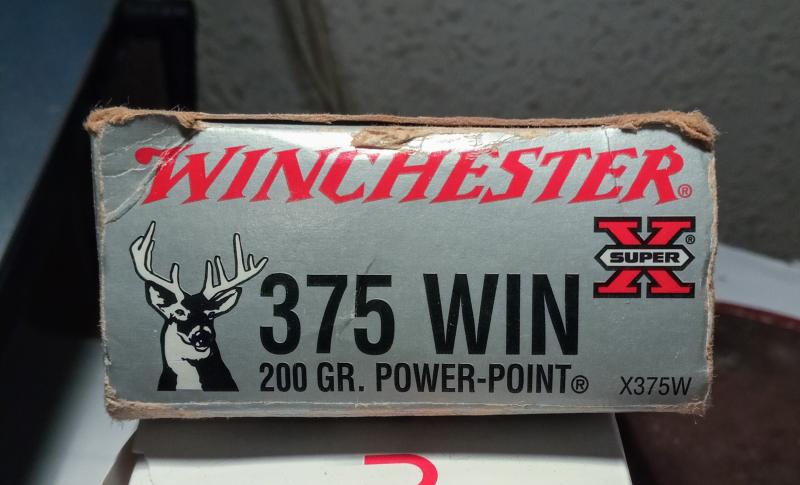 WINCHESTER®
X SUPER ®
375 WIN
200 GR. POWER-POINT® X375W